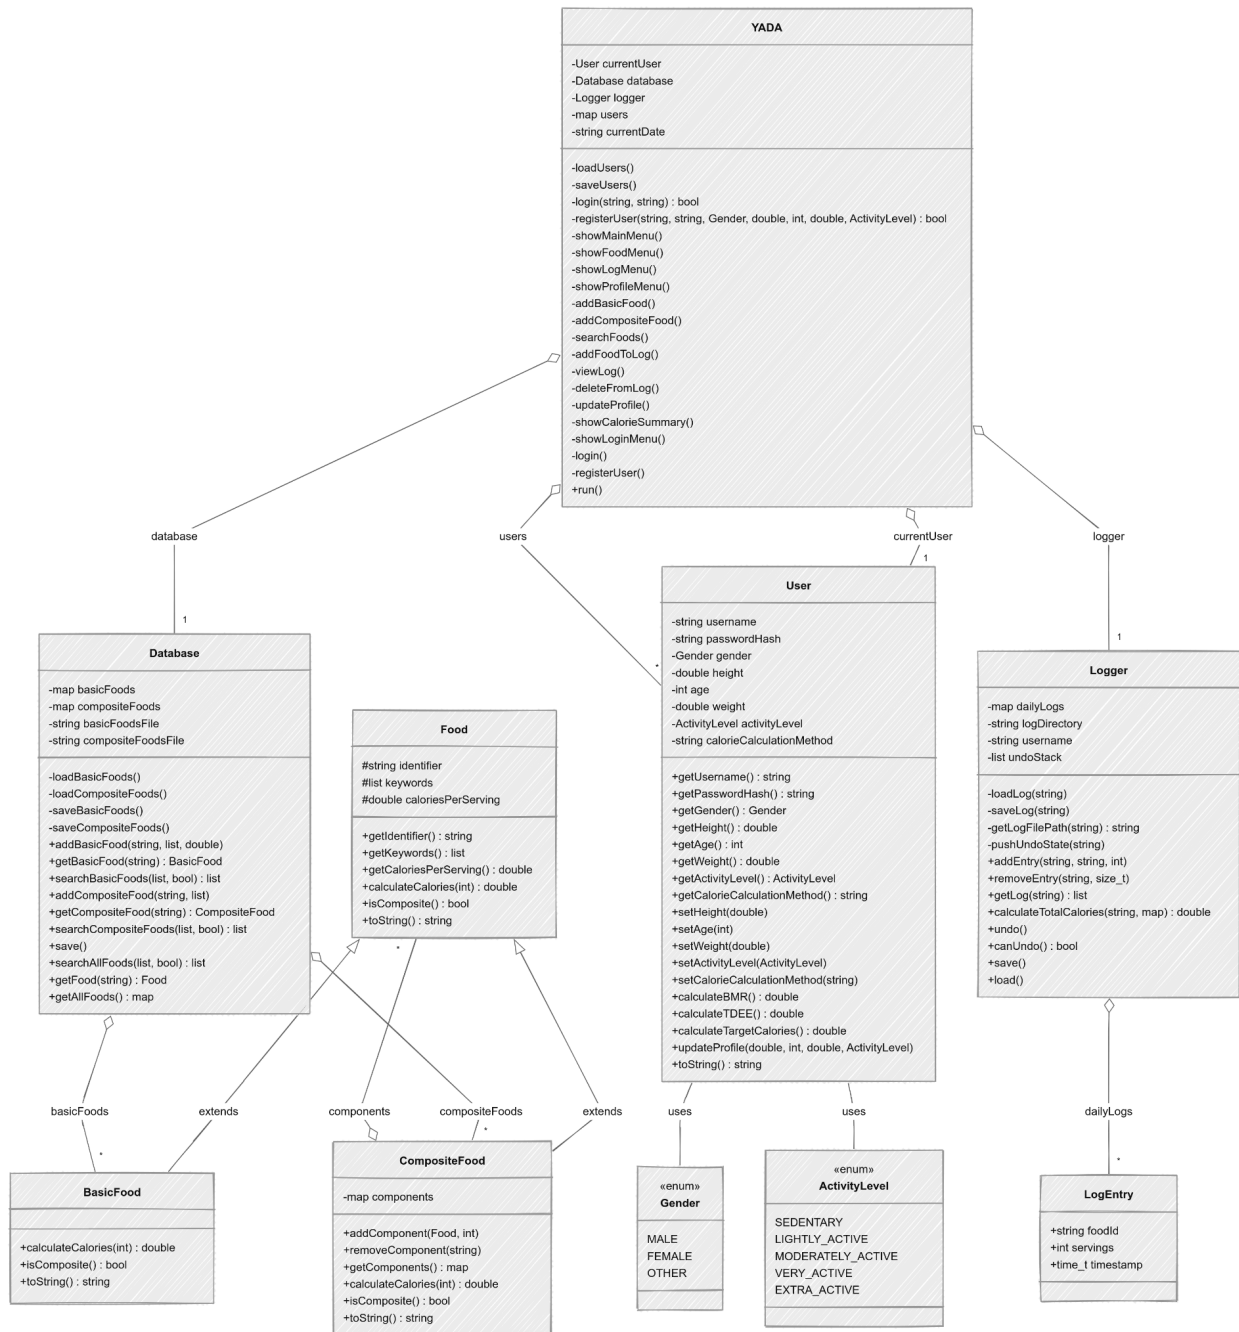 YADA
-User currentUser
-Database database
-Logger logger
-map users
-string currentDate
-loadUsers()
-saveUsers()
-login(string, string) : bool
-registerUser(string, string, Gender, double, int, double, ActivityLevel) : bool
-showMainMenu()
-showFoodMenu()
-showLogMenu()
-showProfileMenu()
-addBasicFood()
-addCompositeFood()
-searchFoods()
-addFoodToLog()
-viewLog()
-deleteFromLog()
-updateProfile()
-showCalorieSummary()
-showLoginMenu()
-login()
-registerUser()
+run()
database
users
currentUser
logger
1
*
1
1
Database
-map basicFoods
-map compositeFoods
-string basicFoodsFile
-string compositeFoodsFile
-loadBasicFoods()
-loadCompositeFoods()
-saveBasicFoods()
-saveCompositeFoods()
+addBasicFood(string, list, double)
+getBasicFood(string) : BasicFood
+searchBasicFoods(list, bool) : list
+addCompositeFood(string, list)
+getCompositeFood(string) : CompositeFood
+searchCompositeFoods(list, bool) : list
+save()
+searchAllFoods(list, bool) : list
+getFood(string) : Food
+getAllFoods() : map
Food
#string identifier
#list keywords
#double caloriesPerServing
+getIdentifier() : string
+getKeywords() : list
+getCaloriesPerServing() : double
+calculateCalories(int) : double
+isComposite() : bool
+toString() : string
*
User
-string username
-string passwordHash
-Gender gender
-double height
-int age
-double weight
-ActivityLevel activityLevel
-string calorieCalculationMethod
+getUsername() : string
+getPasswordHash() : string
+getGender() : Gender
+getHeight() : double
+getAge() : int
+getWeight() : double
+getActivityLevel() : ActivityLevel
+getCalorieCalculationMethod() : string
+setHeight(double)
+setAge(int)
+setWeight(double)
+setActivityLevel(ActivityLevel)
+setCalorieCalculationMethod(string)
+calculateBMR() : double
+calculateTDEE() : double
+calculateTargetCalories() : double
+updateProfile(double, int, double, ActivityLevel)
+toString() : string
Logger
-map dailyLogs
-string logDirectory
-string username
-list undoStack
-loadLog(string)
-saveLog(string)
-getLogFilePath(string) : string
-pushUndoState(string)
+addEntry(string, string, int)
+removeEntry(string, size_t)
+getLog(string) : list
+calculateTotalCalories(string, map) : double
+undo()
+canUndo() : bool
+save()
+load()
basicFoods
extends
components
compositeFoods
extends
uses
uses
dailyLogs
*
*
*
BasicFood
+calculateCalories(int) : double
+isComposite() : bool
+toString() : string
CompositeFood
-map components
+addComponent(Food, int)
+removeComponent(string)
+getComponents() : map
+calculateCalories(int) : double
+isComposite() : bool
+toString() : string
«enum»
Gender
MALE
FEMALE
OTHER
«enum»
ActivityLevel
SEDENTARY
LIGHTLY_ACTIVE
MODERATELY_ACTIVE
VERY_ACTIVE
EXTRA_ACTIVE
LogEntry
+string foodId
+int servings
+time_t timestamp